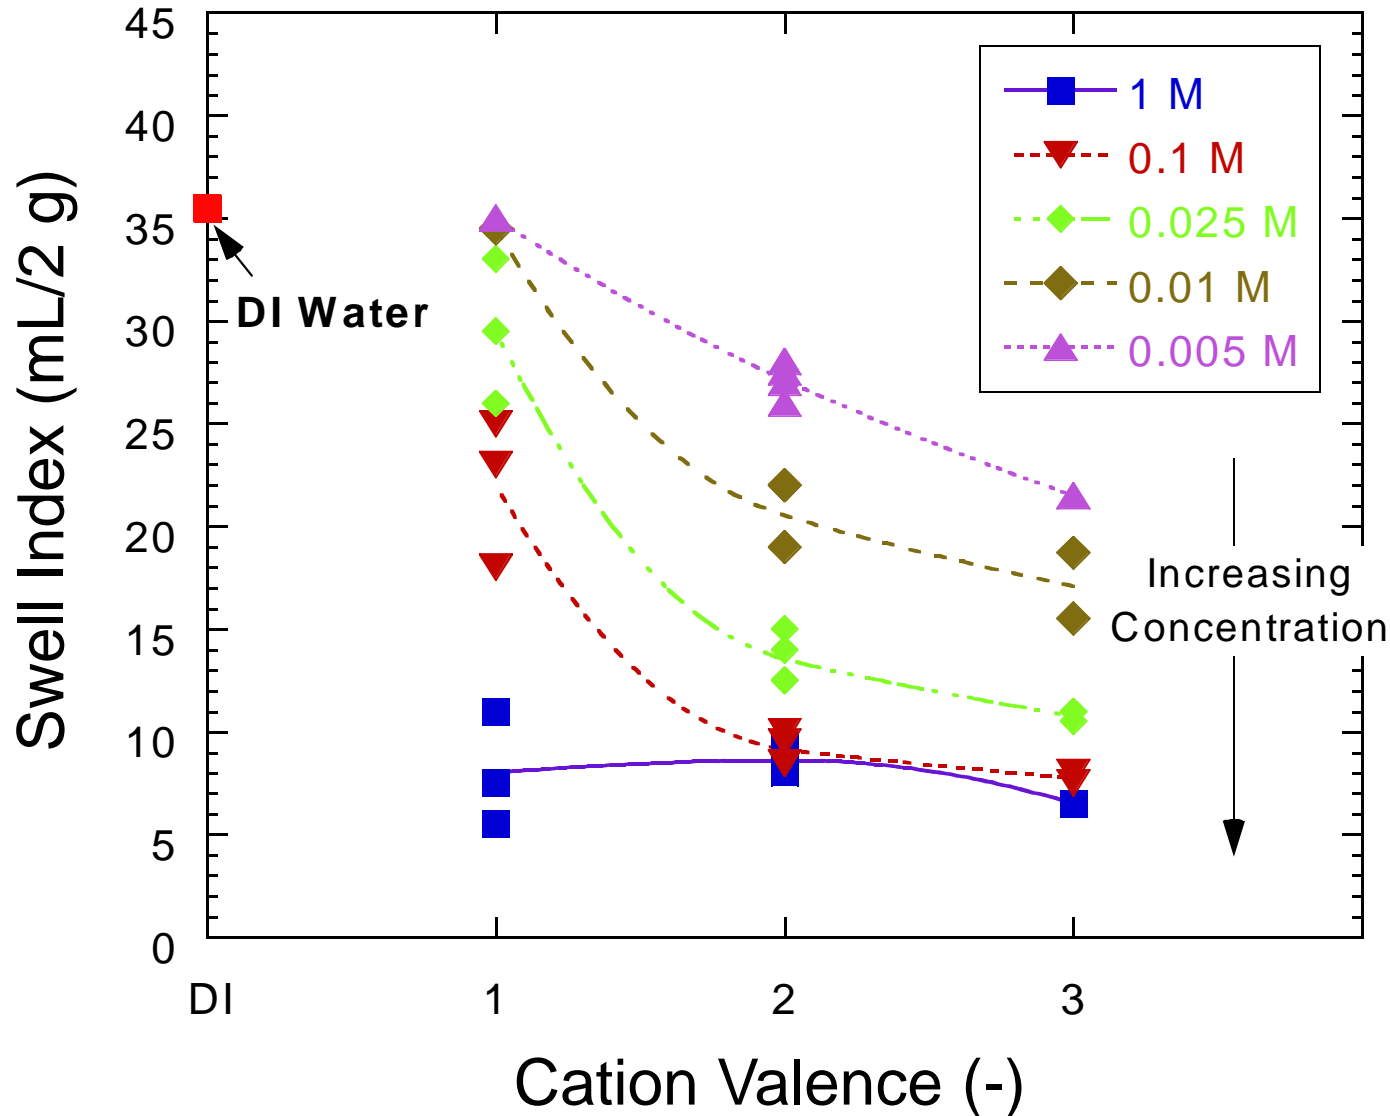 Swell Index (mL/2 g)
45
40
35
30
25
20
15
10
5
0
DI Water
1 M
0.1 M
0.025 M
0.01 M
0.005 M
Increasing
Concentration
DI
1
2
3
Cation Valence (-)